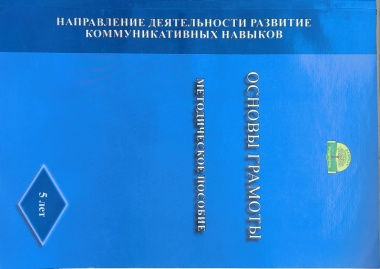 НАПРАВЛЕНИЕ ДЕЯТЕЛЬНОСТИ РАЗВИТИЕ
КОММУНИКАТИВНЫХ НАВЫКОВ
ОСНОВЫ ГРАМОТЫ
МЕТОДИЧЕСКОЕ ПОСОБИЕ
5 лет